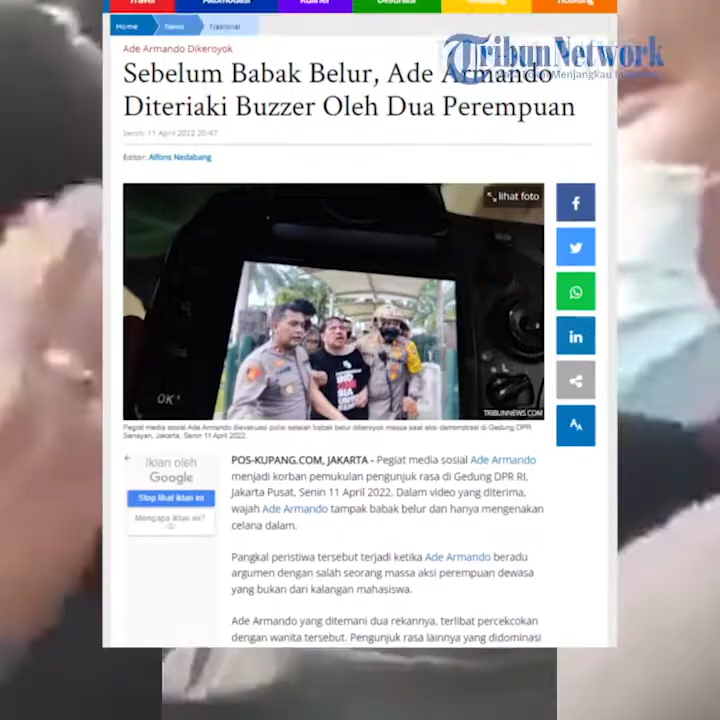 Travel
Akomodasi
Kuliner
Destinasi
Home
News
Nasional
TribunNetwork
Ade Armando Dikeroyok
Sebelum Babak Belur, Ade Armando
Diteriaki Buzzer Oleh Dua Perempuan
Senin, 11 April 2022 20:47
Editor: Alfons Nedabang
lihat foto
OK
TRIBUNNEWS.COM
Pegiat media sosial Ade Armando dievakuasi polisi setelah babak belur dikeroyok massa saat aksi demonstrasi di Gedung DPR
Senayan, Jakarta, Senin 11 April 2022.
Iklan oleh
Google
Stop lihat iklan ini
Mengapa iklan ini?
POS-KUPANG.COM, JAKARTA - Pegiat media sosial Ade Armando
menjadi korban pemukulan pengunjuk rasa di Gedung DPR RI,
Jakarta Pusat, Senin 11 April 2022. Dalam video yang diterima,
wajah Ade Armando tampak babak belur dan hanya mengenakan
celana dalam.
Pangkal peristiwa tersebut terjadi ketika Ade Armando beradu
argumen dengan salah seorang massa aksi perempuan dewasa
yang bukan dari kalangan mahasiswa.
Ade Armando yang ditemani dua rekannya, terlibat percekcokan
dengan wanita tersebut. Pengunjuk rasa lainnya yang didominasi